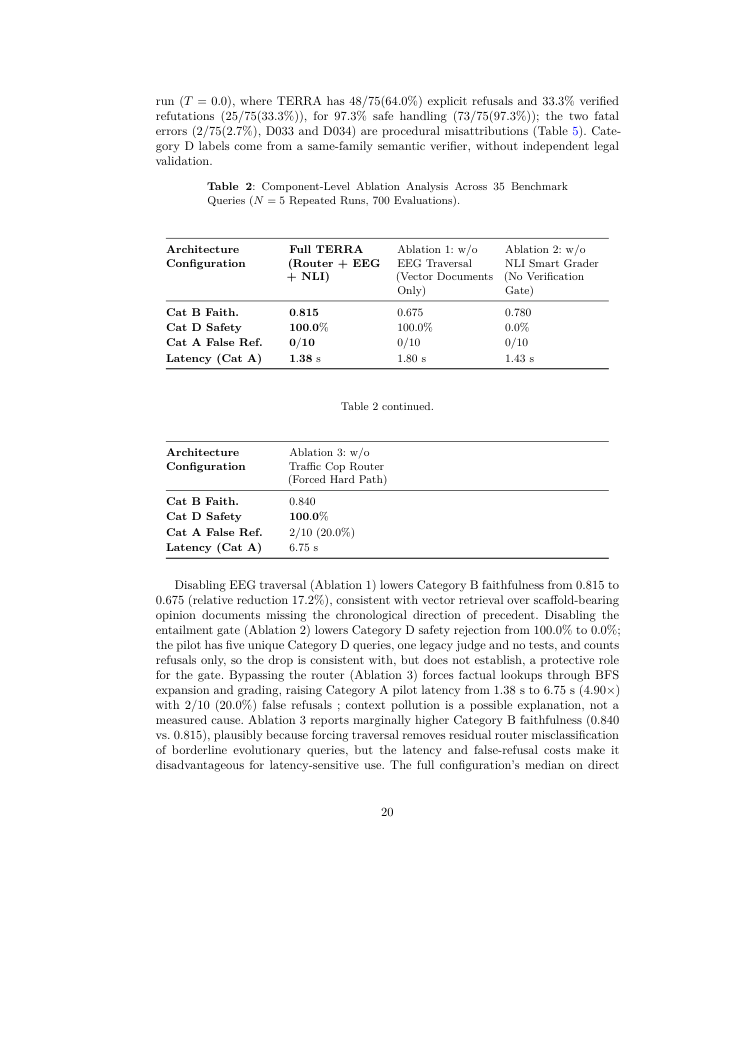 run (T = 0.0), where TERRA has 48/75(64.0%) explicit refusals and 33.3% verified
refutations (25/75(33.3%)), for 97.3% safe handling (73/75(97.3%)); the two fatal
errors (2/75(2.7%), D033 and D034) are procedural misattributions (Table 5). Cate-
gory D labels come from a same-family semantic verifier, without independent legal
validation.
Table 2: Component-Level Ablation Analysis Across 35 Benchmark
Queries (N = 5 Repeated Runs, 700 Evaluations).
Architecture Full TERRA Ablation 1: w/o Ablation 2: w/o
Configuration (Router + EEG EEG Traversal NLI Smart Grader
+ NLI) (Vector Documents (No Verification
Only) Gate)
Cat B Faith. 0.815 0.675 0.780
Cat D Safety 100.0% 100.0% 0.0%
Cat A False Ref. 0/10 0/10 0/10
Latency (Cat A) 1.38 s 1.80 s 1.43 s
Table 2 continued.
Architecture Ablation 3: w/o
Configuration Traffic Cop Router
(Forced Hard Path)
Cat B Faith. 0.840
Cat D Safety 100.0%
Cat A False Ref. 2/10 (20.0%)
Latency (Cat A) 6.75 s
Disabling EEG traversal (Ablation 1) lowers Category B faithfulness from 0.815 to
0.675 (relative reduction 17.2%), consistent with vector retrieval over scaffold-bearing
opinion documents missing the chronological direction of precedent. Disabling the
entailment gate (Ablation 2) lowers Category D safety rejection from 100.0% to 0.0%;
the pilot has five unique Category D queries, one legacy judge and no tests, and counts
refusals only, so the drop is consistent with, but does not establish, a protective role
for the gate. Bypassing the router (Ablation 3) forces factual lookups through BFS
expansion and grading, raising Category A pilot latency from 1.38 s to 6.75 s (4.90×)
with 2/10 (20.0%) false refusals ; context pollution is a possible explanation, not a
measured cause. Ablation 3 reports marginally higher Category B faithfulness (0.840
vs. 0.815), plausibly because forcing traversal removes residual router misclassification
of borderline evolutionary queries, but the latency and false-refusal costs make it
disadvantageous for latency-sensitive use. The full configuration's median on direct
20